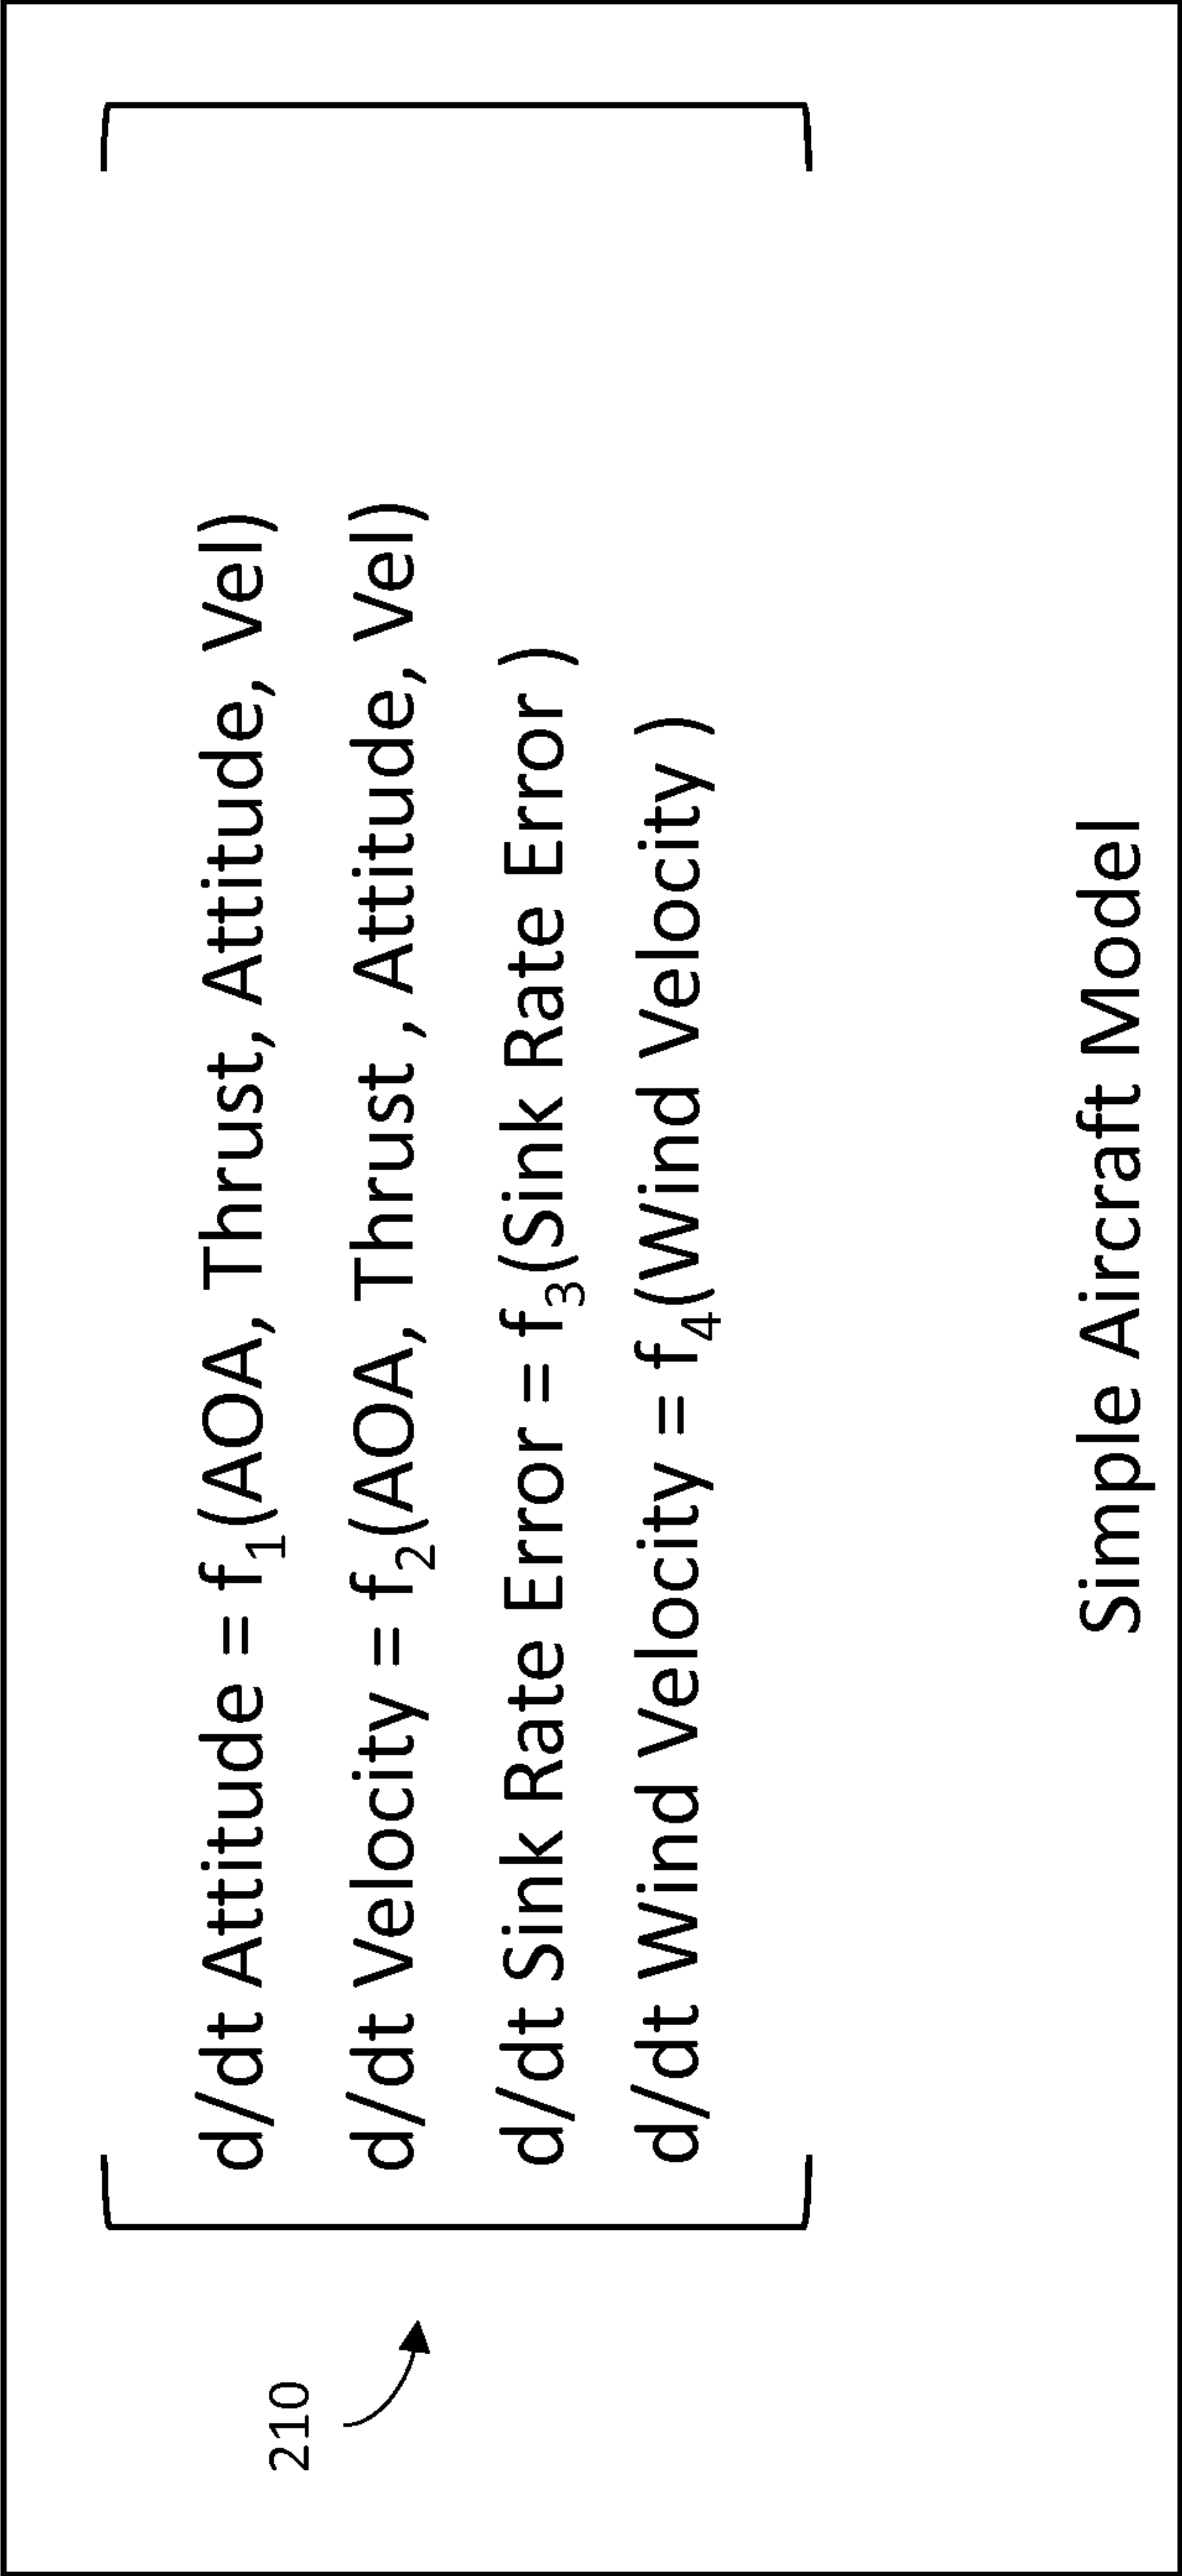 210
d/dt Attitude = f₁(AOA, Thrust, Attitude, Vel)
d/dt Velocity = f₂(AOA, Thrust , Attitude, Vel)
d/dt Sink Rate Error = f₃(Sink Rate Error )
d/dt Wind Velocity = f₄(Wind Velocity )
Simple Aircraft Model